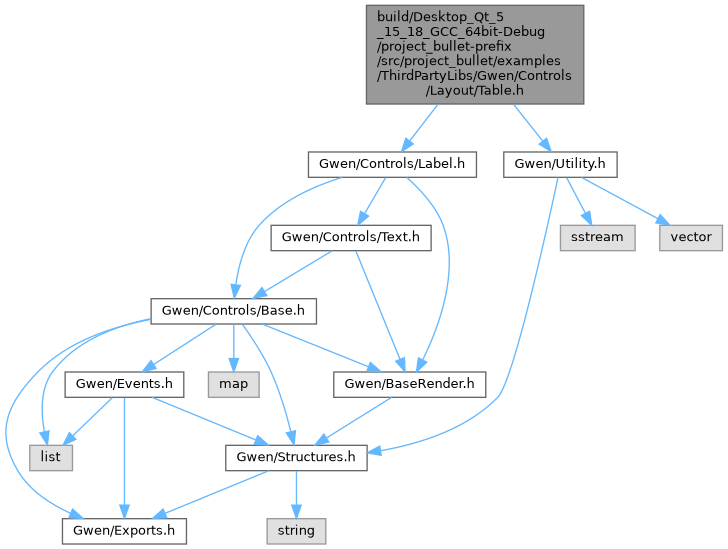 build/Desktop_Qt_5
_15_18_GCC_64bit-Debug
/project_bullet-prefix
/src/project_bullet/examples
/ThirdPartyLibs/Gwen/Controls
/Layout/Table.h
Gwen/Controls/Label.h
Gwen/Utility.h
Gwen/Controls/Text.h
sstream
vector
Gwen/Controls/Base.h
Gwen/Events.h
map
Gwen/BaseRender.h
list
Gwen/Structures.h
Gwen/Exports.h
string